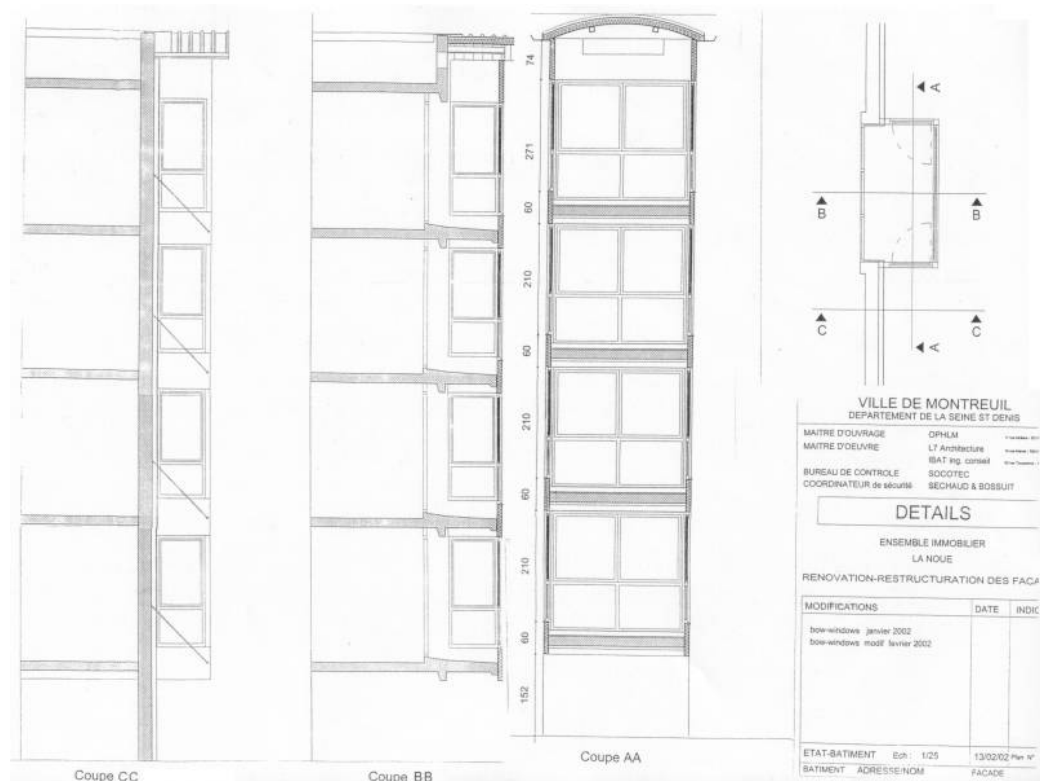 74
271
60
210
60
210
60
210
60
152
Coupe CC
Coupe BB
Coupe AA
A
B
B
C
C
A
VILLE DE MONTREUIL
DEPARTEMENT DE LA SEINE ST DENIS
MAITRE D'OUVRAGE OPHLM
MAITRE D'OEUVRE L7 Architecture
IBAT ing. conseil
BUREAU DE CONTROLE SOCOTEC
COORDINATEUR de sécurité SECHAUD & BOSSUIT
DETAILS
ENSEMBLE IMMOBILIER
LA NOUE
RENOVATION-RESTRUCTURATION DES FACA
MODIFICATIONS DATE INDIC
bow-windows janvier 2002
bow-windows modif fevrier 2002
ETAT-BATIMENT Ech : 1/25 13/02/02 Plan N°
BATIMENT ADRESSE/NOM FACADE